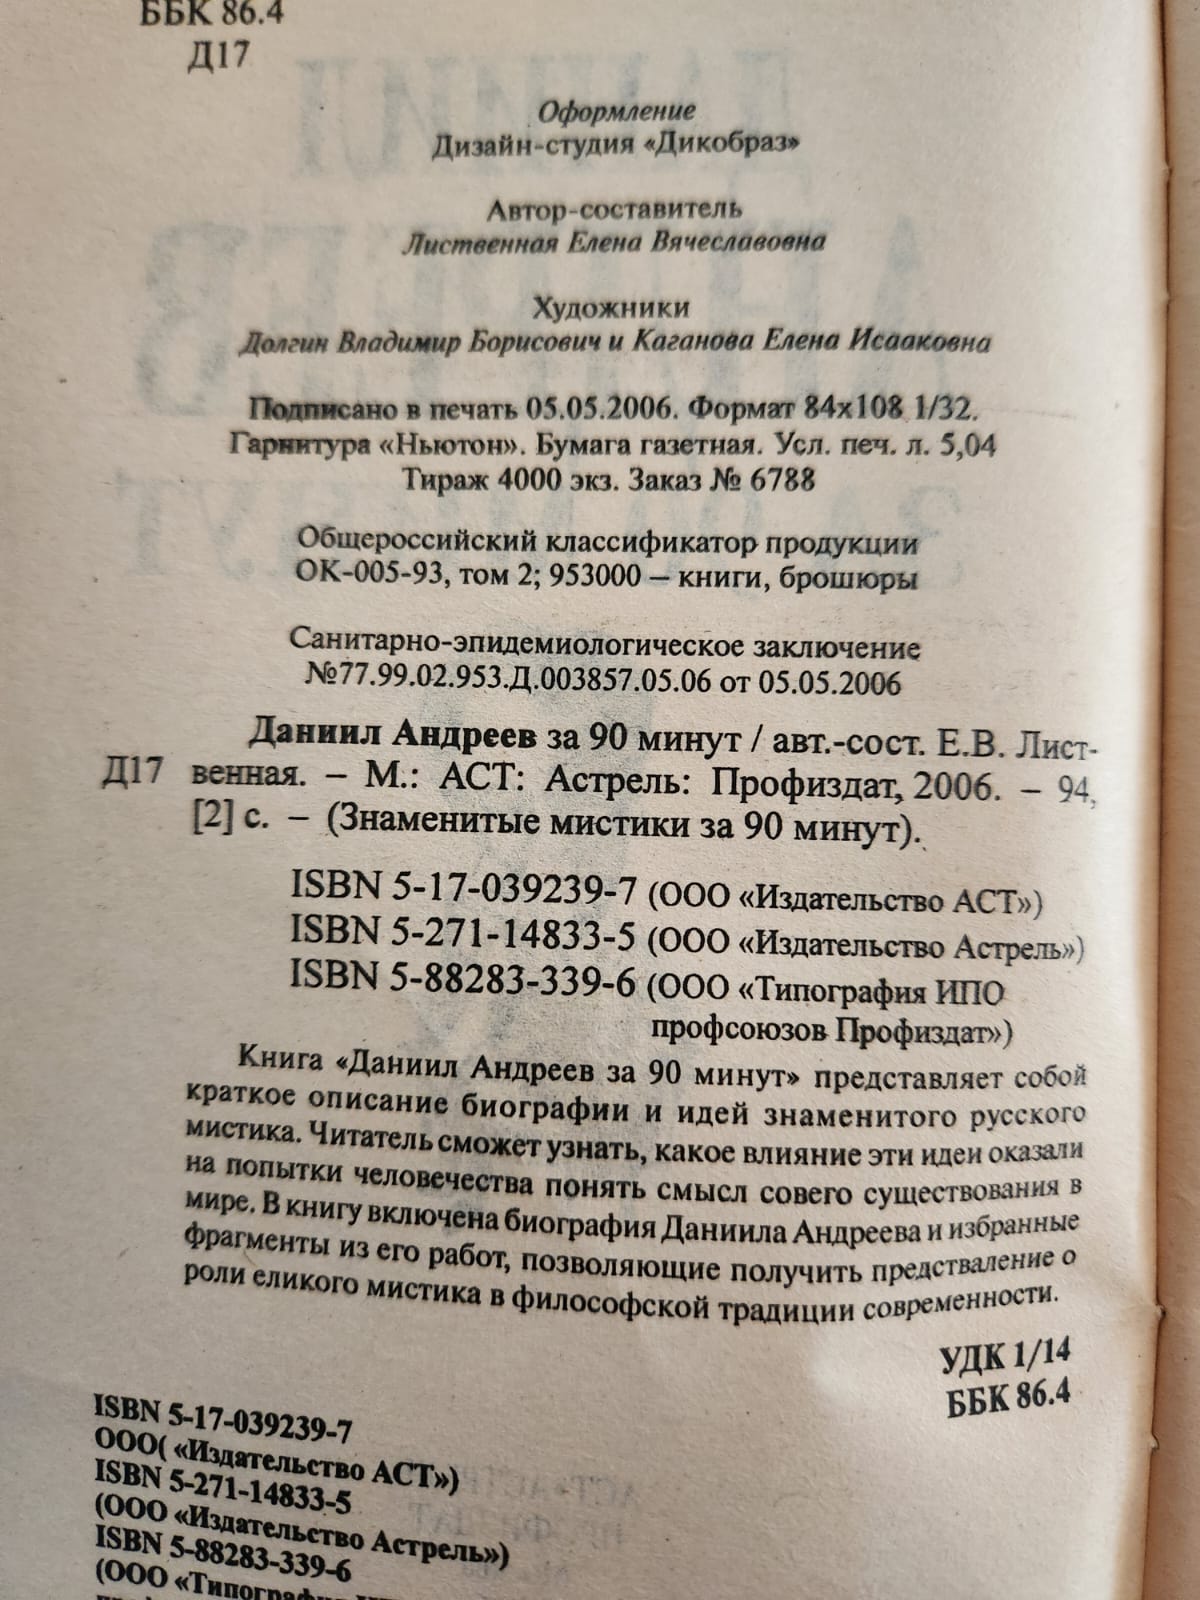 ББК 86.4
Д17
Оформление
Дизайн-студия «Дикобраз»
Автор-составитель
Лиственная Елена Вячеславовна
Художники
Долгин Владимир Борисович и Каганова Елена Исааковна
Подписано в печать 05.05.2006. Формат 84х108 1/32.
Гарнитура «Ньютон». Бумага газетная. Усл. печ. л. 5,04
Тираж 4000 экз. Заказ № 6788
Общероссийский классификатор продукции
ОК-005-93, том 2; 953000 – книги, брошюры
Санитарно-эпидемиологическое заключение
№77.99.02.953.Д.003857.05.06 от 05.05.2006
Даниил Андреев за 90 минут / авт.-сост. Е.В. Лист-
Д17 венная. – М.: АСТ: Астрель: Профиздат, 2006. – 94,
[2] с. – (Знаменитые мистики за 90 минут).
ISBN 5-17-039239-7 (ООО «Издательство АСТ»)
ISBN 5-271-14833-5 (ООО «Издательство Астрель»)
ISBN 5-88283-339-6 (ООО «Типография ИПО
профсоюзов Профиздат»)
Книга «Даниил Андреев за 90 минут» представляет собой
краткое описание биографии и идей знаменитого русского
мистика. Читатель сможет узнать, какое влияние эти идеи оказали
на попытки человечества понять смысл совего существования в
мире. В книгу включена биография Даниила Андреева и избранные
фрагменты из его работ, позволяющие получить предстваление о
роли еликого мистика в философской традиции современности.
УДК 1/14
ББК 86.4
ISBN 5-17-039239-7
ООО( «Издательство АСТ»)
ISBN 5-271-14833-5
(ООО «Издательство Астрель»)
ISBN 5-88283-339-6
(ООО «Типография